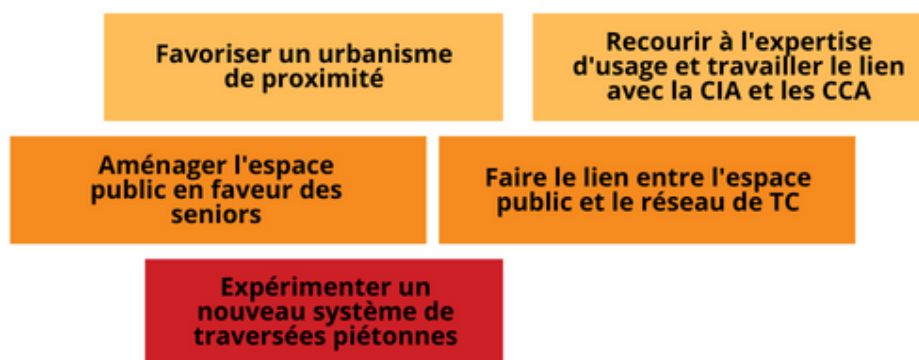 Favoriser un urbanisme
de proximité
Recourir à l'expertise
d'usage et travailler le lien
avec la CIA et les CCA
Aménager l'espace
public en faveur des
seniors
Faire le lien entre l'espace
public et le réseau de TC
Expérimenter un
nouveau système de
traversées piétonnes